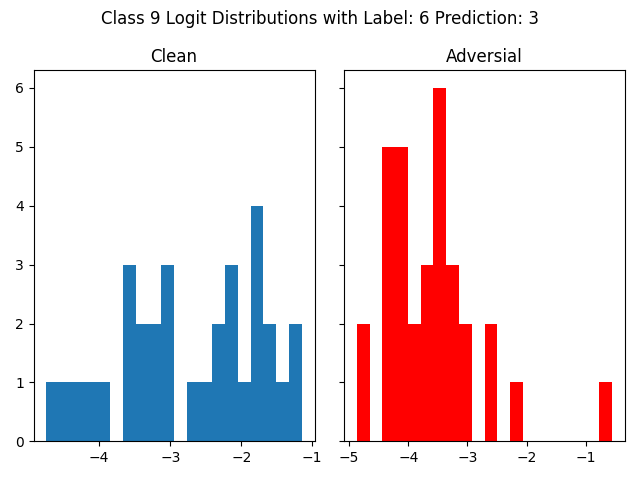 Class 9 Logit Distributions with Label: 6 Prediction: 3
Clean
Adversial
6
5
4
3
2
1
0
−4 −3 −2 −1
−5 −4 −3 −2 −1